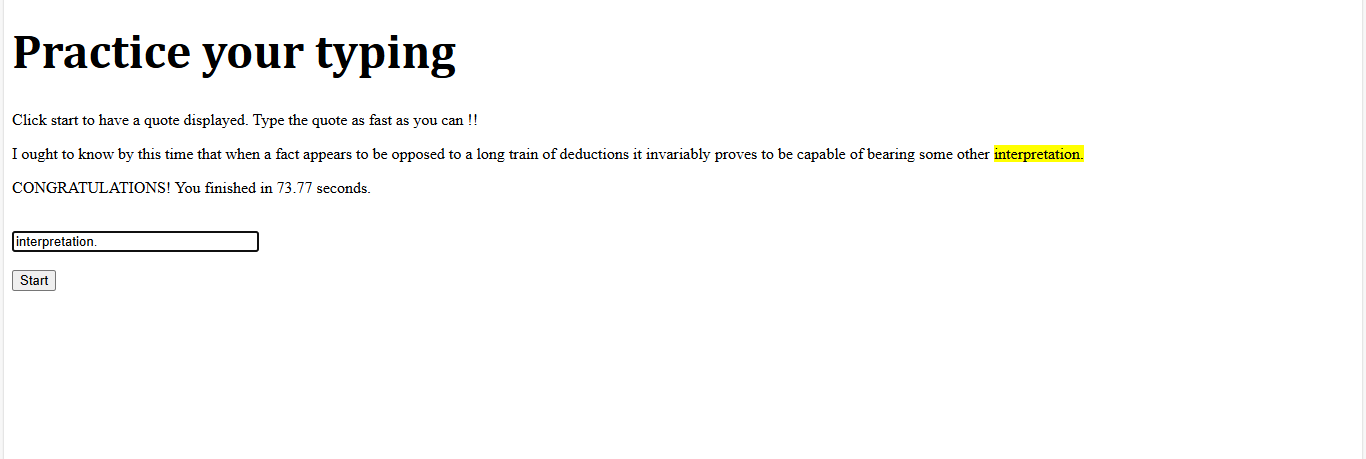 Practice your typing
Click start to have a quote displayed. Type the quote as fast as you can !!
I ought to know by this time that when a fact appears to be opposed to a long train of deductions it invariably proves to be capable of bearing some other interpretation.
CONGRATULATIONS! You finished in 73.77 seconds.
interpretation.
Start